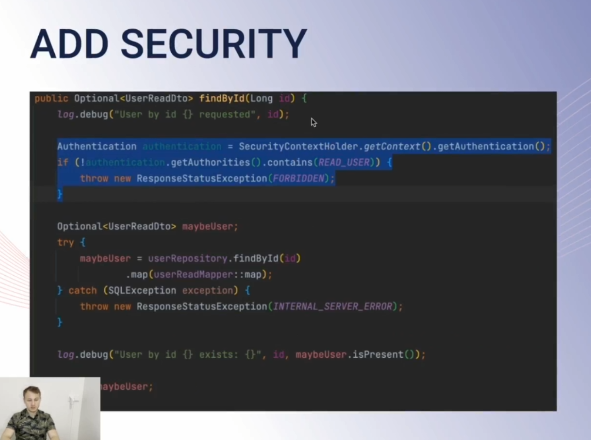 ADD SECURITY
public Optional<UserReadDto> findById(Long id) {
log.debug("User by id {} requested", id);
Authentication authentication = SecurityContextHolder.getContext().getAuthentication();
if (!authentication.getAuthorities().contains(READ_USER)) {
throw new ResponseStatusException(FORBIDDEN);
}
Optional<UserReadDto> maybeUser;
try {
maybeUser = userRepository.findById(id)
.map(userReadMapper::map);
} catch (SQLException exception) {
throw new ResponseStatusException(INTERNAL_SERVER_ERROR);
}
log.debug("User by id {} exists: {}", id, maybeUser.isPresent());
maybeUser;